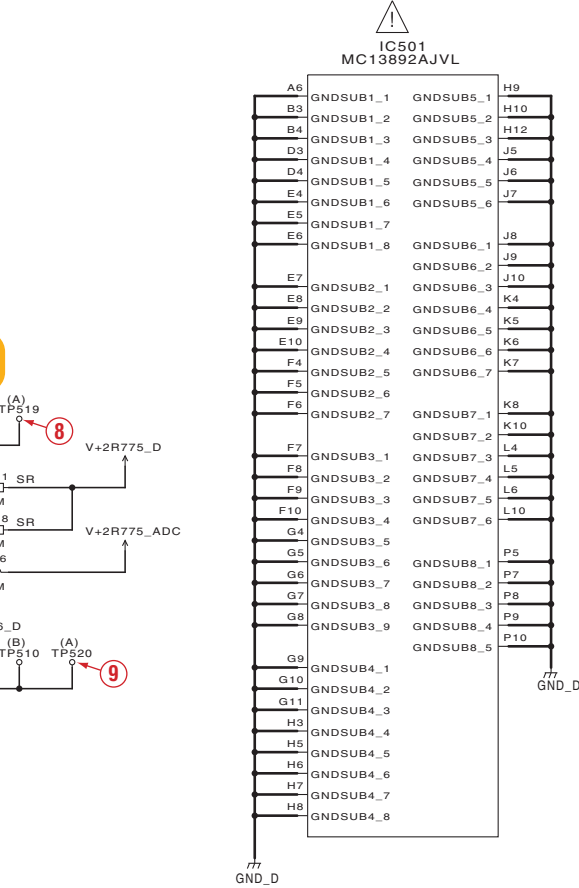 !
IC501
MC13892AJVL
A6 GNDSUB1_1 GNDSUB5_1 H9
B3 GNDSUB1_2 GNDSUB5_2 H10
B4 GNDSUB1_3 GNDSUB5_3 H12
D3 GNDSUB1_4 GNDSUB5_4 J5
D4 GNDSUB1_5 GNDSUB5_5 J6
E4 GNDSUB1_6 GNDSUB5_6 J7
E5 GNDSUB1_7
E6 GNDSUB1_8 GNDSUB6_1 J8
GNDSUB6_2 J9
E7 GNDSUB2_1 GNDSUB6_3 J10
E8 GNDSUB2_2 GNDSUB6_4 K4
E9 GNDSUB2_3 GNDSUB6_5 K5
E10 GNDSUB2_4 GNDSUB6_6 K6
F4 GNDSUB2_5 GNDSUB6_7 K7
F5 GNDSUB2_6
F6 GNDSUB2_7 GNDSUB7_1 K8
GNDSUB7_2 K10
F7 GNDSUB3_1 GNDSUB7_3 L4
F8 GNDSUB3_2 GNDSUB7_4 L5
F9 GNDSUB3_3 GNDSUB7_5 L6
F10 GNDSUB3_4 GNDSUB7_6 L10
G4 GNDSUB3_5
G5 GNDSUB3_6 GNDSUB8_1 P5
G6 GNDSUB3_7 GNDSUB8_2 P7
G7 GNDSUB3_8 GNDSUB8_3 P8
G8 GNDSUB3_9 GNDSUB8_4 P9
GNDSUB8_5 P10
G9 GNDSUB4_1
G10 GNDSUB4_2
G11 GNDSUB4_3
H3 GNDSUB4_4
H5 GNDSUB4_5
H6 GNDSUB4_6
H7 GNDSUB4_7
H8 GNDSUB4_8
GND_D
GND_D
(A)
TP519
8
V+2R775_D
1 SR
M
8 SR
M
V+2R775_ADC
6
M
_D
(B) (A)
TP510 TP520
9